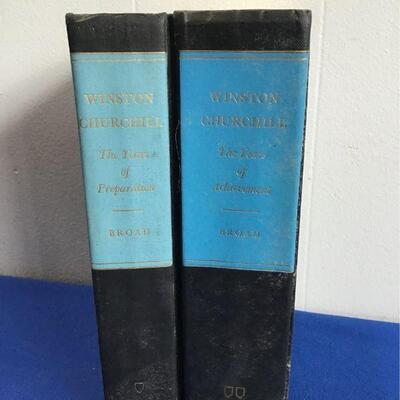 WINSTON
CHURCHILL
The Years
of
Preparation
BROAD
WINSTON
CHURCHILL
The Years
of
Achievement
BROAD